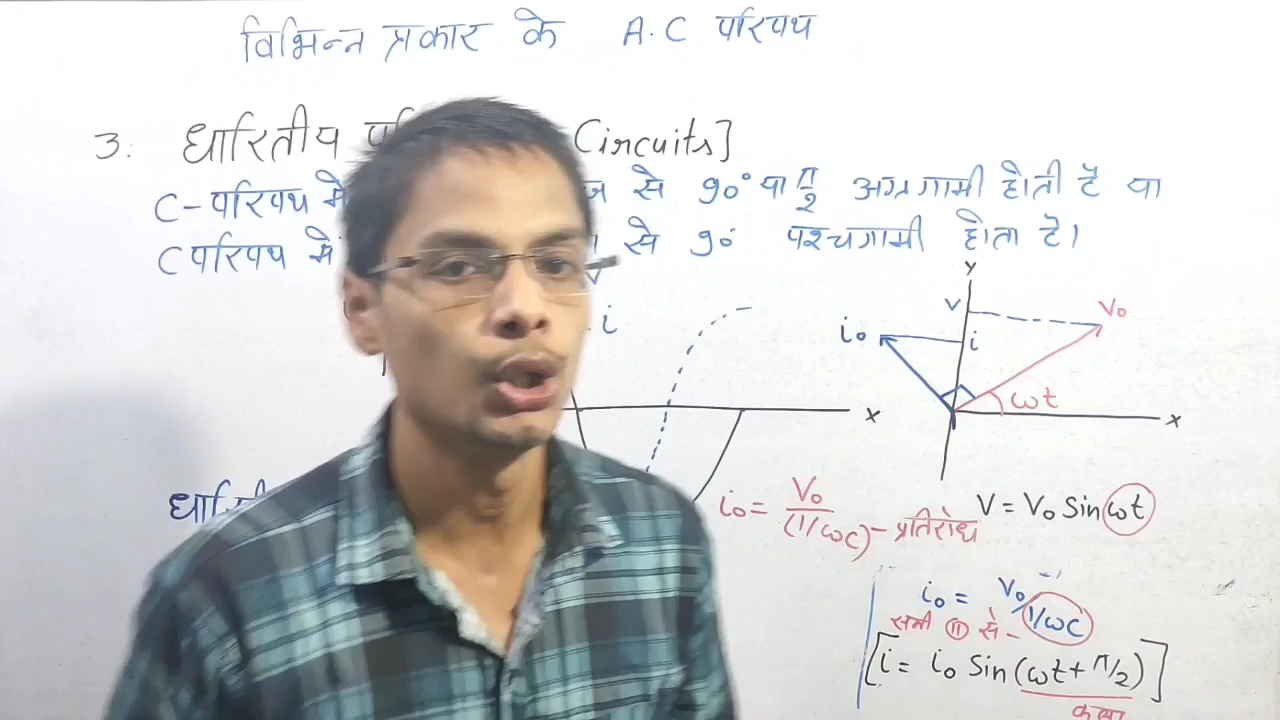 विभिन्न प्रकार के A.C परिपथ
3. धारितीय Circuits]
C-परिपथ में से 90° या π/2 अग्रगामी होती है या
C परिपथ में से 90° पश्चगामी होता है।
y
v
V₀
i
i₀
i
ωt
x
x
i₀ = V₀/(1/ωC) - प्रतिरोध
V = V₀ Sin ωt
i₀ = V₀/1/ωC
समी ⑪ से-
[i = i₀ Sin (ωt + π/2)]